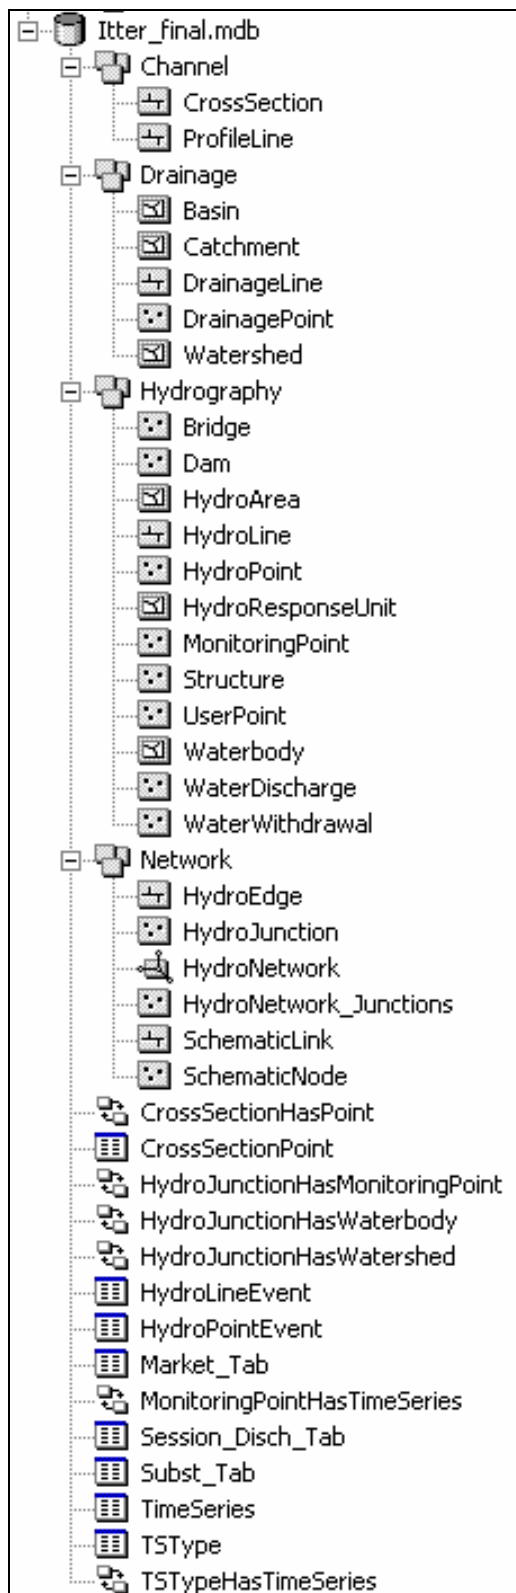 Itter_final.mdb
Channel
CrossSection
ProfileLine
Drainage
Basin
Catchment
DrainageLine
DrainagePoint
Watershed
Hydrography
Bridge
Dam
HydroArea
HydroLine
HydroPoint
HydroResponseUnit
MonitoringPoint
Structure
UserPoint
Waterbody
WaterDischarge
WaterWithdrawal
Network
HydroEdge
HydroJunction
HydroNetwork
HydroNetwork_Junctions
SchematicLink
SchematicNode
CrossSectionHasPoint
CrossSectionPoint
HydroJunctionHasMonitoringPoint
HydroJunctionHasWaterbody
HydroJunctionHasWatershed
HydroLineEvent
HydroPointEvent
Market_Tab
MonitoringPointHasTimeSeries
Session_Disch_Tab
Subst_Tab
TimeSeries
TSType
TSTypeHasTimeSeries